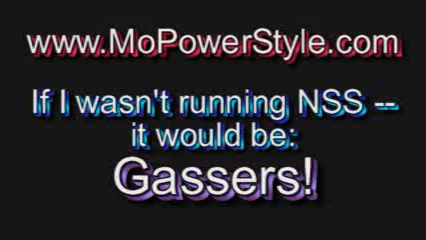 www.MoPowerStyle.com
If I wasn't running NSS --
it would be:
Gassers!